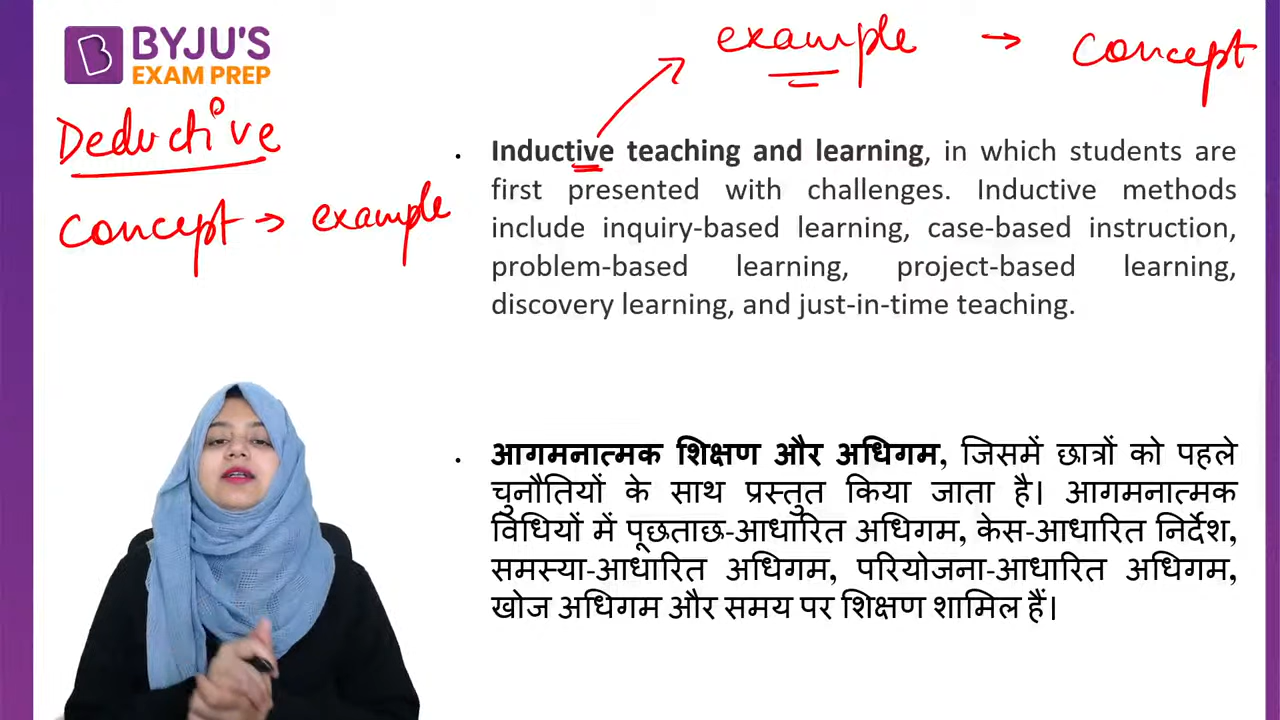 BYJU'S
EXAM PREP
example → concept
Deductive
concept → example
• Inductive teaching and learning, in which students are
first presented with challenges. Inductive methods
include inquiry-based learning, case-based instruction,
problem-based learning, project-based learning,
discovery learning, and just-in-time teaching.
• आगमनात्मक शिक्षण और अधिगम, जिसमें छात्रों को पहले
चुनौतियों के साथ प्रस्तुत किया जाता है। आगमनात्मक
विधियों में पूछताछ-आधारित अधिगम, केस-आधारित निर्देश,
समस्या-आधारित अधिगम, परियोजना-आधारित अधिगम,
खोज अधिगम और समय पर शिक्षण शामिल हैं।